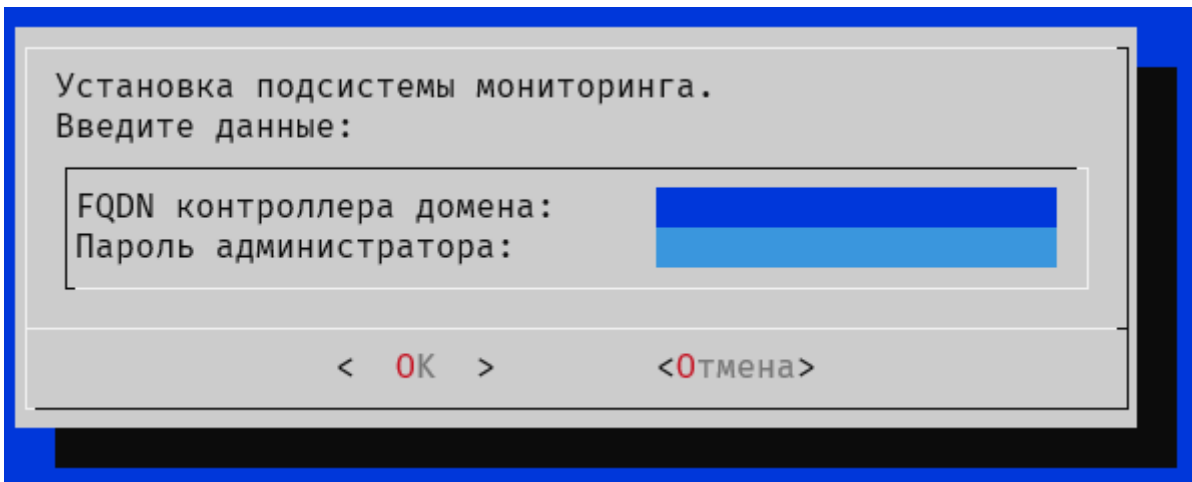 Установка подсистемы мониторинга.
Введите данные:
FQDN контроллера домена:
Пароль администратора:
< OK > <Отмена>